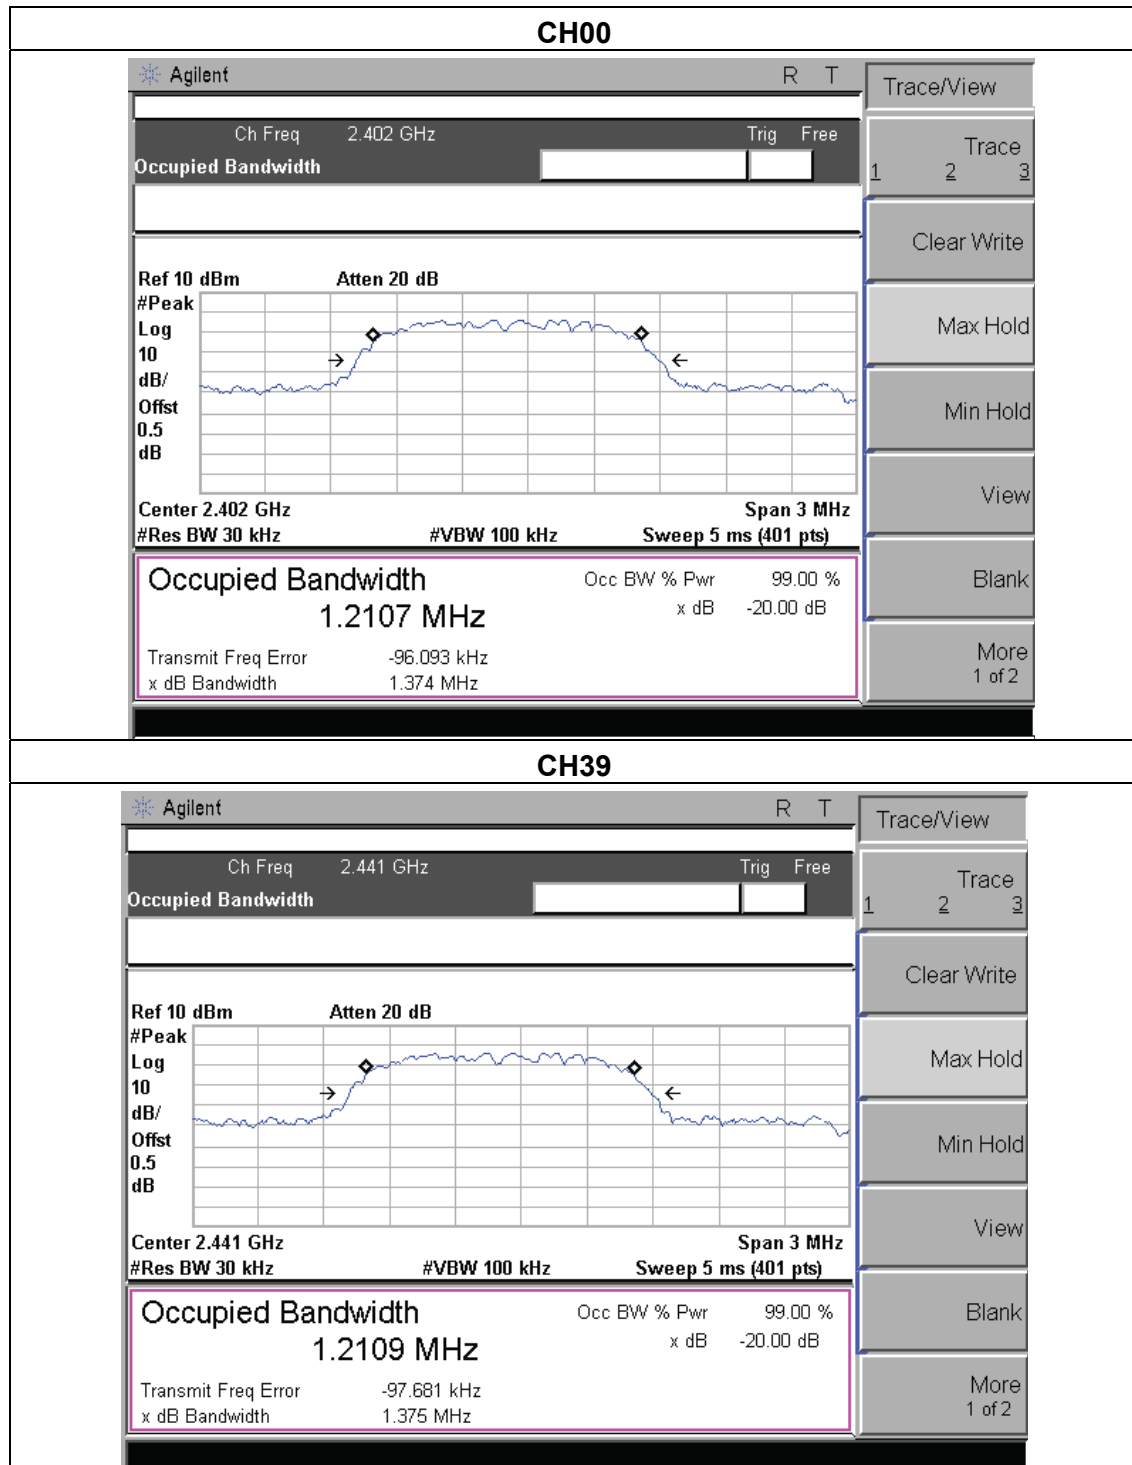 CH00
Agilent R T
Trace/View
Ch Freq 2.402 GHz Trig Free
Occupied Bandwidth
Trace
1 2 3
Clear Write
Ref 10 dBm Atten 20 dB
#Peak
Log
10
dB/
Offst
0.5
dB
Max Hold
Min Hold
View
Center 2.402 GHz Span 3 MHz
#Res BW 30 kHz #VBW 100 kHz Sweep 5 ms (401 pts)
Occupied Bandwidth Occ BW % Pwr 99.00 %
1.2107 MHz x dB -20.00 dB
Blank
Transmit Freq Error -96.093 kHz
x dB Bandwidth 1.374 MHz
More
1 of 2
CH39
Agilent R T
Trace/View
Ch Freq 2.441 GHz Trig Free
Occupied Bandwidth
Trace
1 2 3
Clear Write
Ref 10 dBm Atten 20 dB
#Peak
Log
10
dB/
Offst
0.5
dB
Max Hold
Min Hold
View
Center 2.441 GHz Span 3 MHz
#Res BW 30 kHz #VBW 100 kHz Sweep 5 ms (401 pts)
Occupied Bandwidth Occ BW % Pwr 99.00 %
1.2109 MHz x dB -20.00 dB
Blank
Transmit Freq Error -97.681 kHz
x dB Bandwidth 1.375 MHz
More
1 of 2